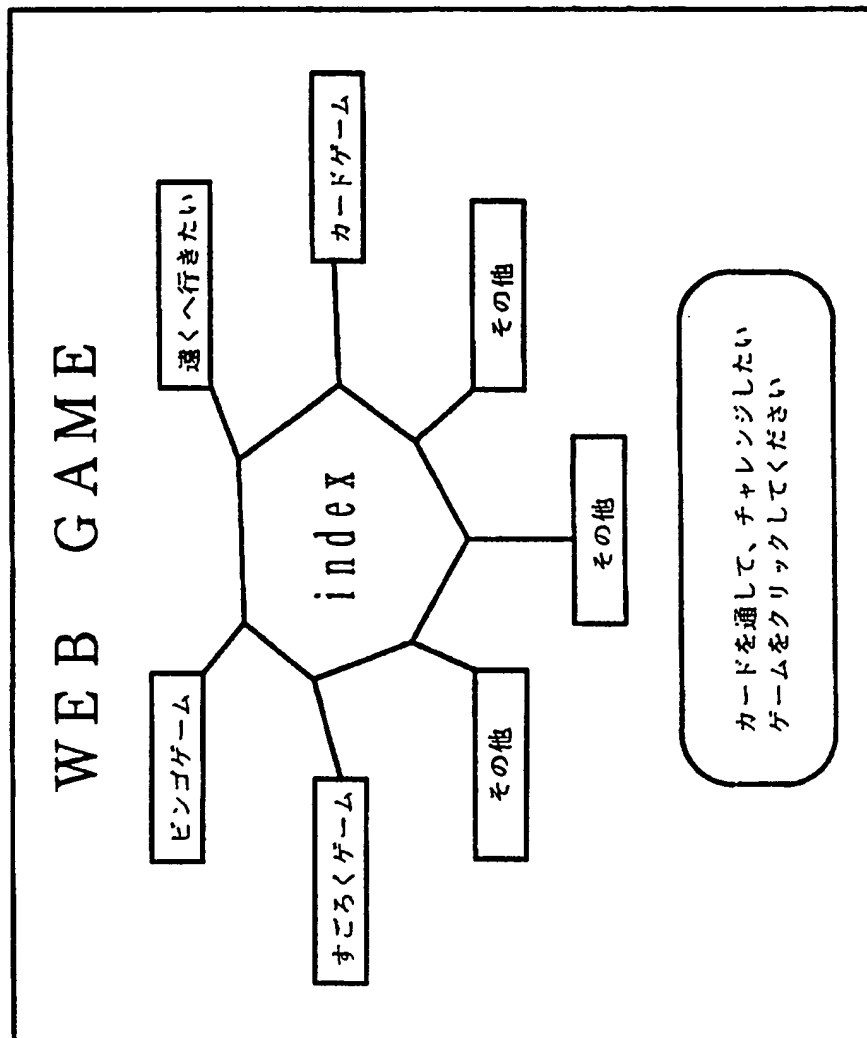 WEB GAME
ビンゴゲーム
遠くへ行きたい
すごろくゲーム
カードゲーム
index
その他
その他
その他
カードを通して、チャレンジしたい
ゲームをクリックしてください